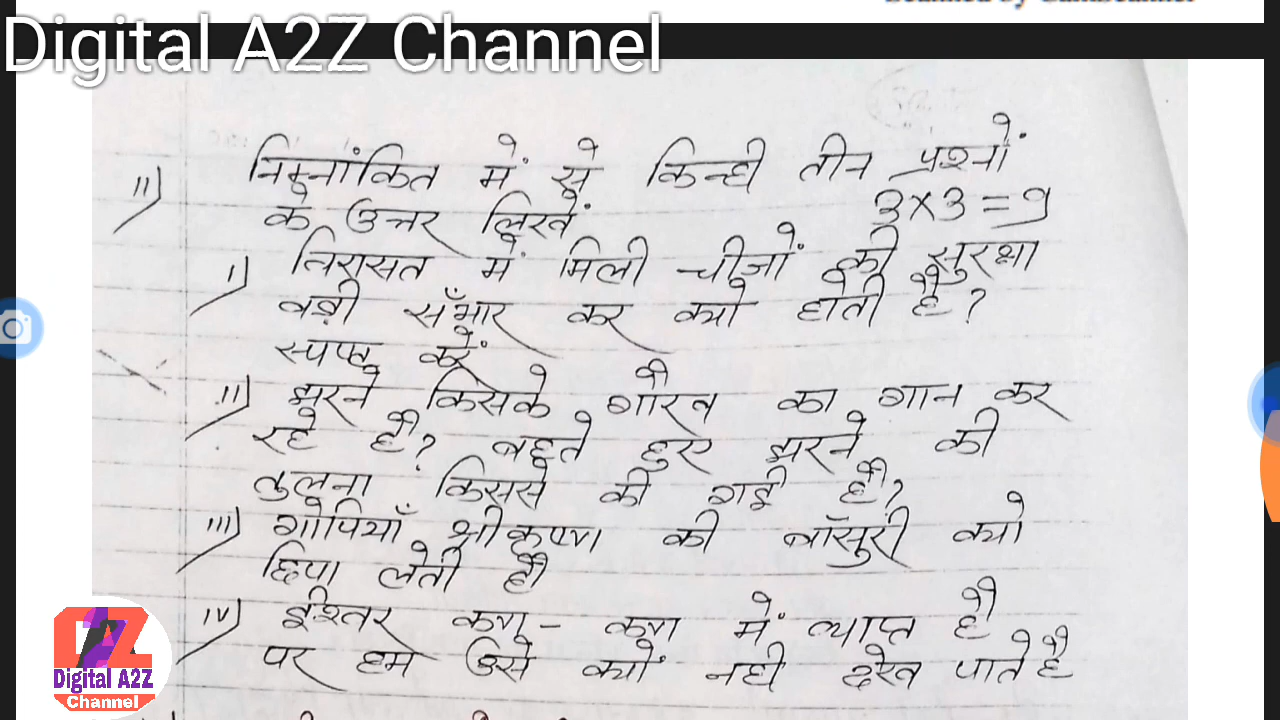 Digital A2Z Channel
11) निम्नांकित में से किन्ही तीन प्रश्नों
के उत्तर लिखें 3×3=9
i) विरासत में मिली चीजों की सुरक्षा
बड़ी सँभार कर क्यो होती है?
स्पष्ट करें
ii) झरने किसके गौरव का गान कर
रहे है? बहते हुए झरने की
तुलना किससे की गई है?
iii) गोपियाँ श्रीकृष्ण की बाँसुरी क्यो
छिपा लेती है
iv) ईश्वर कण-कण में व्याप्त है
पर हम उसे क्यों नही देख पाते है
Digital A2Z
Channel